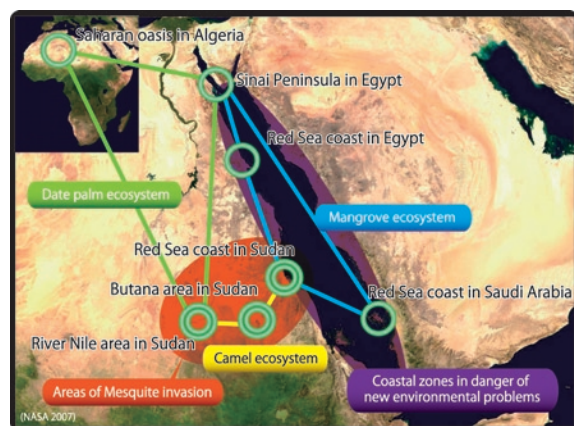 Saharan oasis in Algeria
Sinai Peninsula in Egypt
Red Sea coast in Egypt
Date palm ecosystem
Mangrove ecosystem
Red Sea coast in Sudan
Butana area in Sudan
Red Sea coast in Saudi Arabia
River Nile area in Sudan
Camel ecosystem
Areas of Mesquite invasion
Coastal zones in danger of
new environmental problems
(NASA 2007)